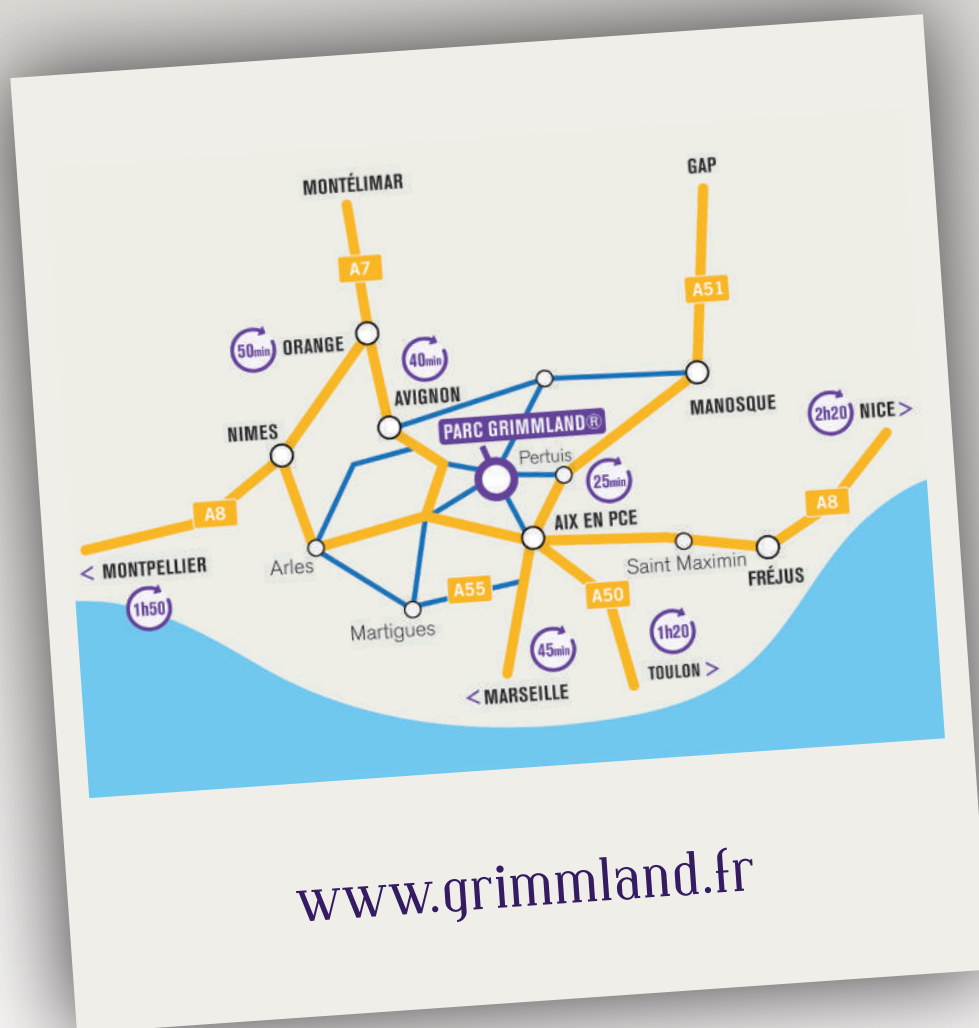 GAP
MONTÉLIMAR
A7
A51
50min ORANGE
40min
AVIGNON
MANOSQUE
2h20 NICE >
NIMES
PARC GRIMMLAND®
Pertuis
25min
A8
A8
AIX EN PCE
< MONTPELLIER
Arles
Saint Maximin
FRÉJUS
1h50
A55
A50
Martigues
45min
1h20
TOULON >
< MARSEILLE
www.grimmland.fr